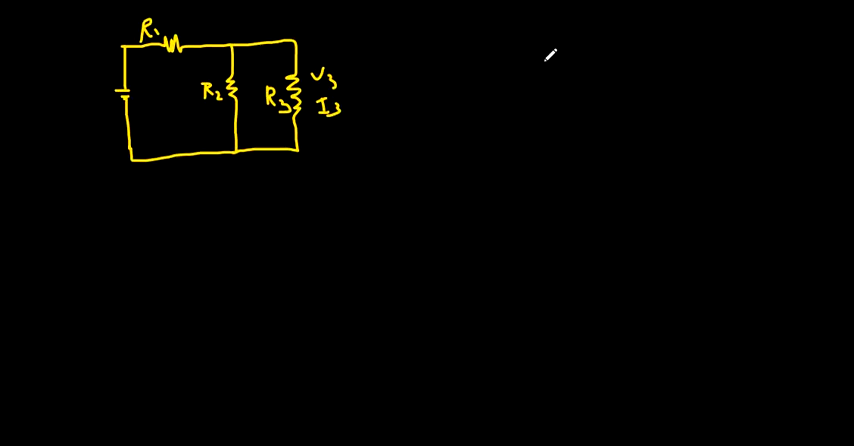 R₁
R₂
R₃
V₃
I₃